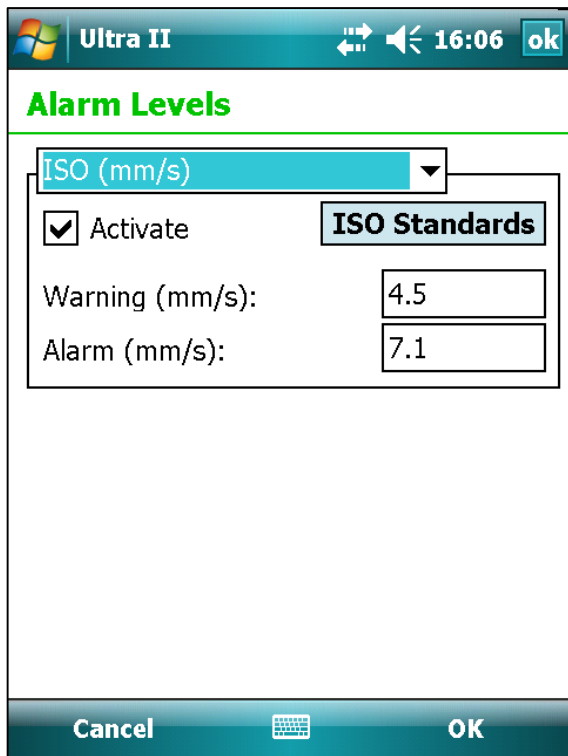 Ultra II 16:06 ok
Alarm Levels
ISO (mm/s)
Activate ISO Standards
Warning (mm/s): 4.5
Alarm (mm/s): 7.1
Cancel OK